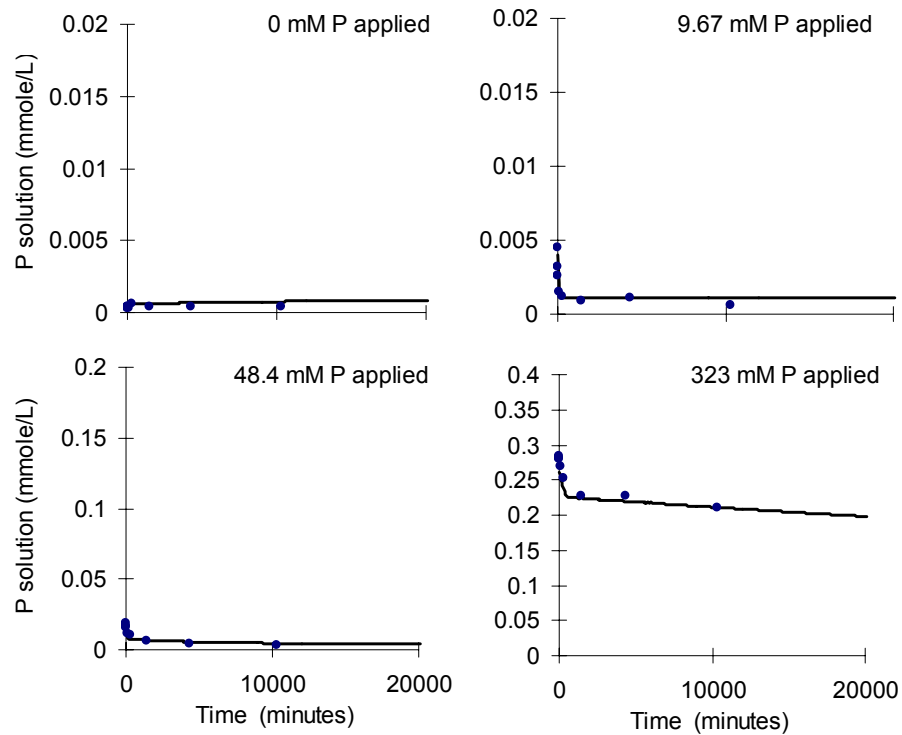 0 mM P applied
0.02
0.015
0.01
0.005
0
P solution (mmole/L)
9.67 mM P applied
0.02
0.015
0.01
0.005
0
48.4 mM P applied
0.2
0.15
0.1
0.05
0
P solution (mmole/L)
0 10000 20000
Time (minutes)
323 mM P applied
0.4
0.35
0.3
0.25
0.2
0.15
0.1
0.05
0
0 10000 20000
Time (minutes)